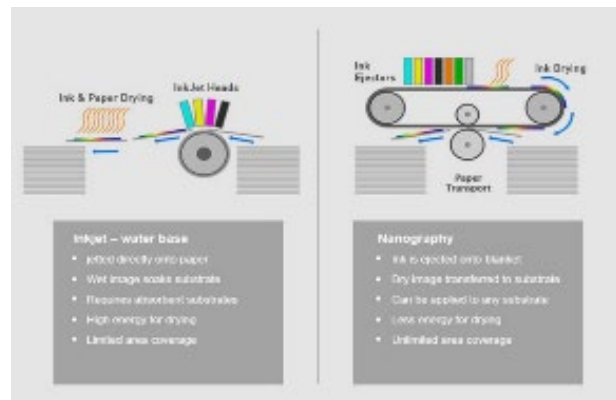 Ink & Paper Drying
InkJet Heads
Inkjet – water base
• jetted directly onto paper
• Wet image soaks substrate
• Requires absorbent substrates
• High energy for drying
• Limited area coverage
Ink
Ejectors
Ink Drying
Paper
Transport
Nanography
• Ink is ejected onto blanket
• Dry image transferred to substrate
• Can be applied to any substrate
• Less energy for drying
• Unlimited area coverage